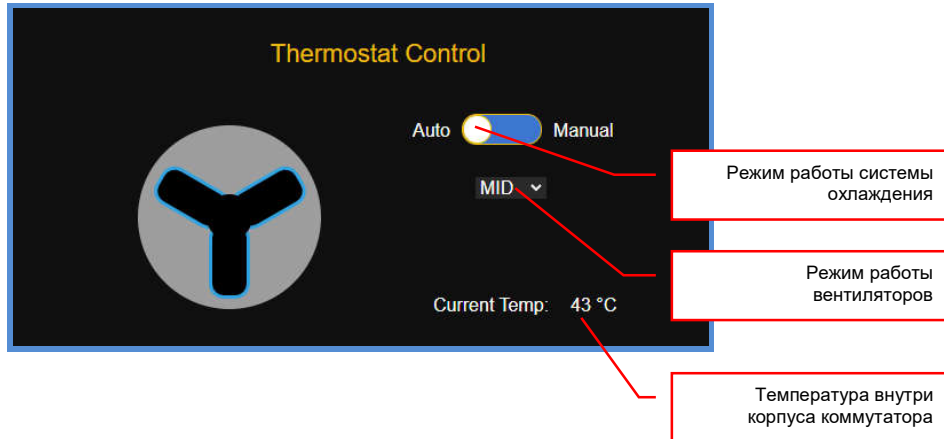 Thermostat Control
Auto Manual
MID
Current Temp: 43 °C
Режим работы системы
охлаждения
Режим работы
вентиляторов
Температура внутри
корпуса коммутатора